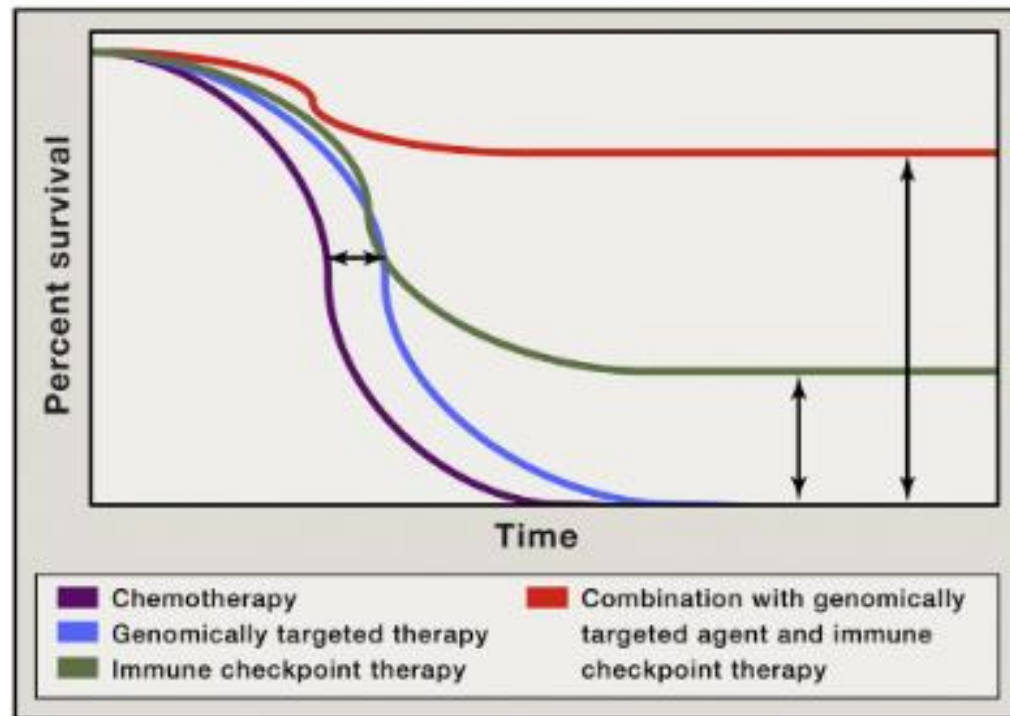 Percent survival
Time
Chemotherapy
Genomically targeted therapy
Immune checkpoint therapy
Combination with genomically
targeted agent and immune
checkpoint therapy